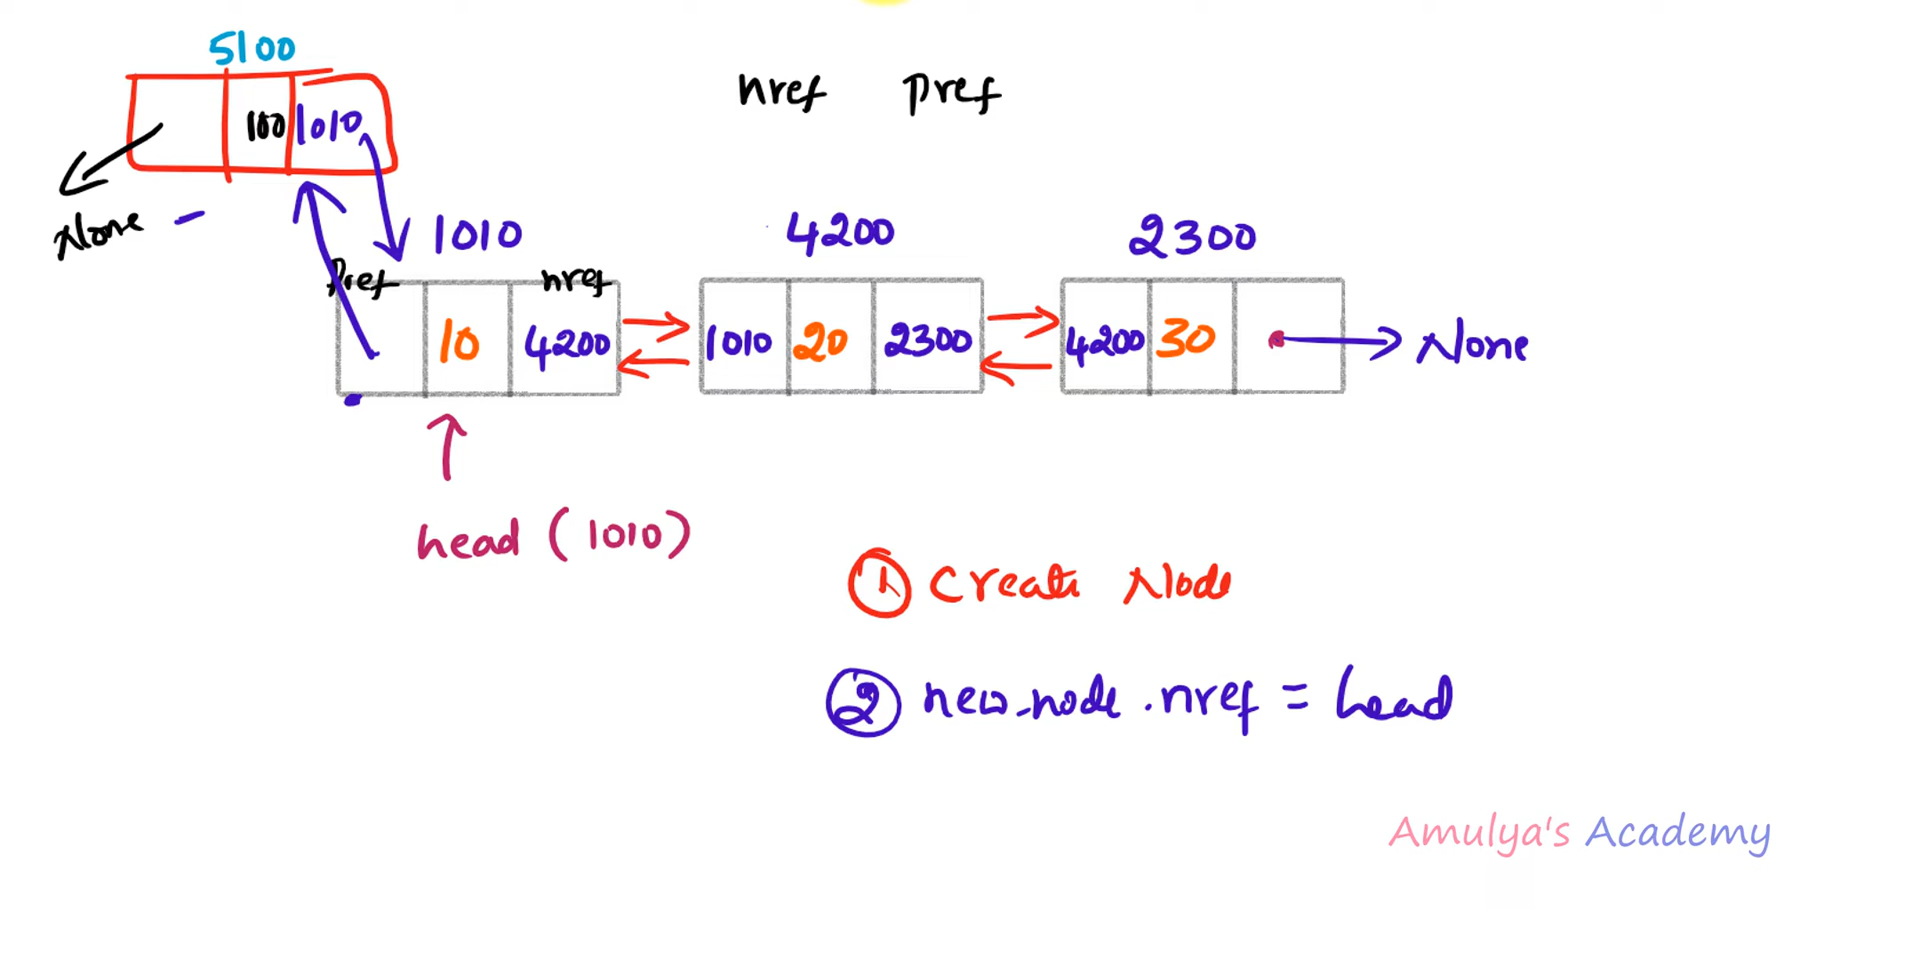 5100
nref pref
100 1010
None
1010 4200 2300
Pref nref
10 4200 1010 20 2300 4200 30 None
head (1010)
① Create Node
② new_node.nref = head
Amulya's Academy